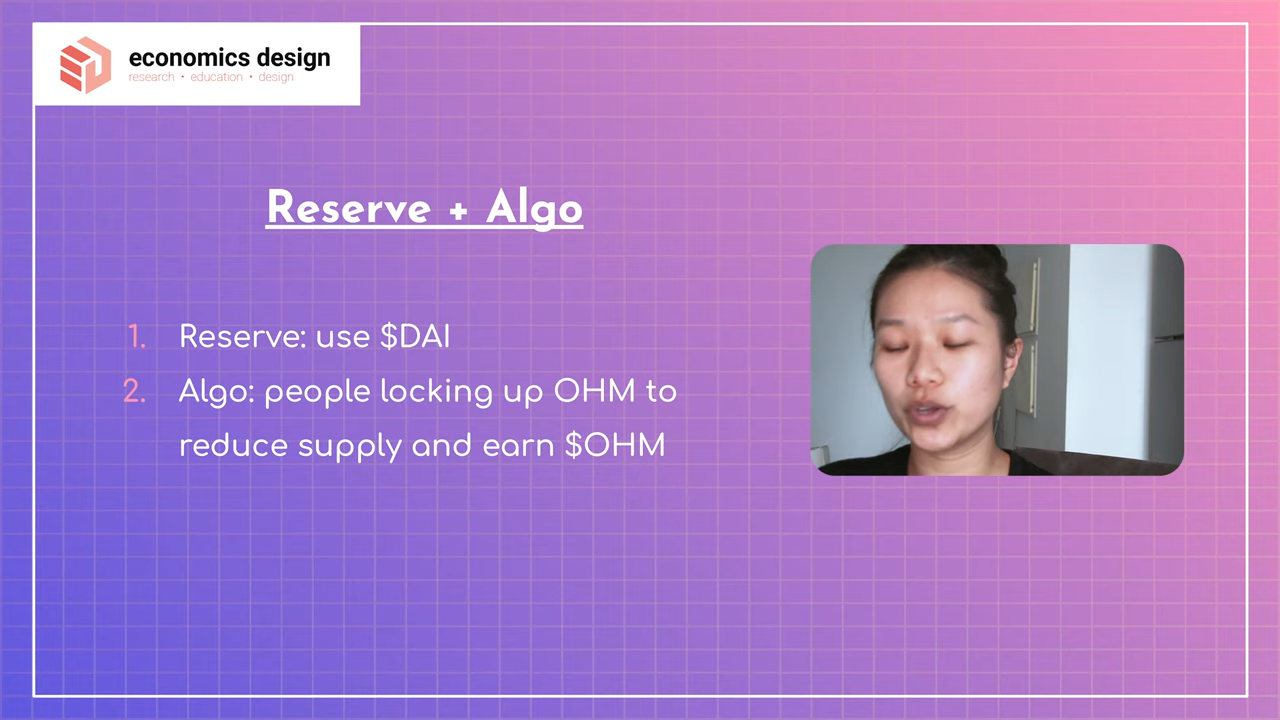 economics design
research • education • design
Reserve + Algo
1. Reserve: use $DAI
2. Algo: people locking up OHM to
reduce supply and earn $OHM